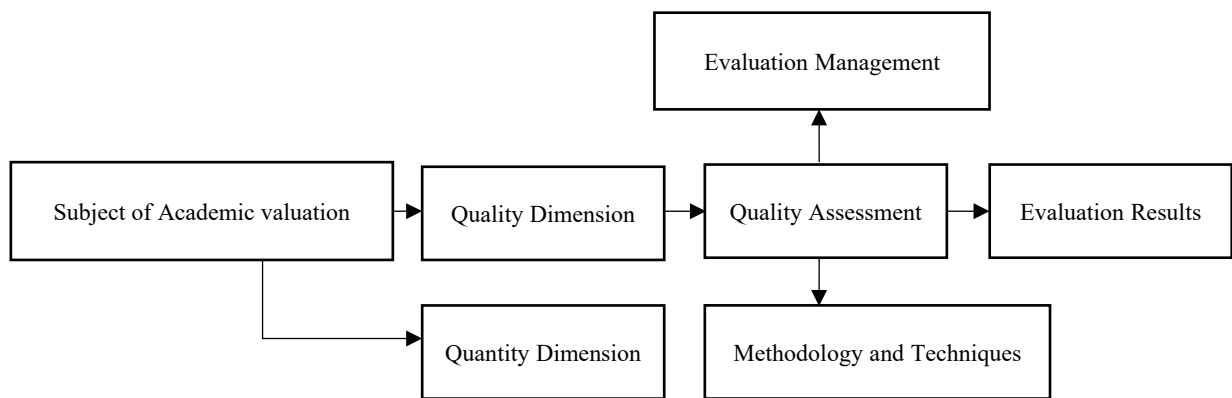 Evaluation Management
Subject of Academic valuation
Quality Dimension
Quality Assessment
Evaluation Results
Quantity Dimension
Methodology and Techniques